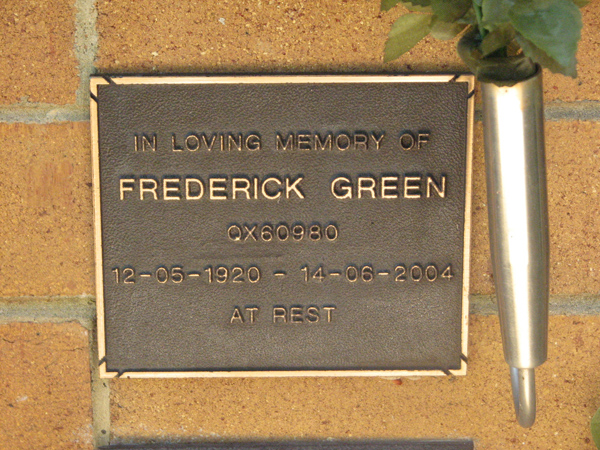 IN LOVING MEMORY OF
FREDERICK GREEN
QX60980
12-05-1920 - 14-06-2004
AT REST